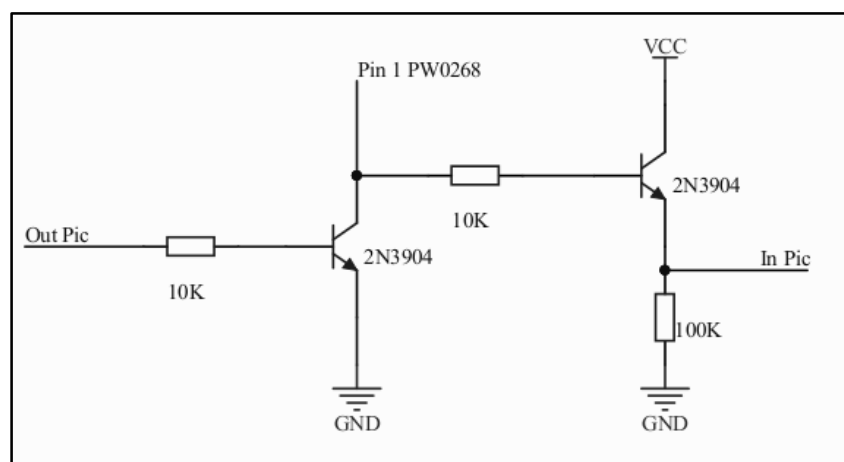 VCC
Pin 1 PW0268
2N3904
10K
Out Pic
2N3904
In Pic
10K
100K
GND
GND